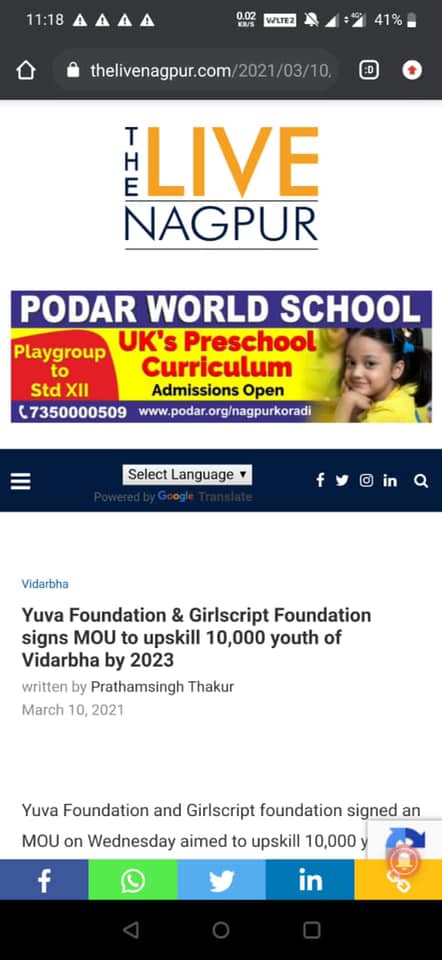 11:18 0.02 KB/S VoLTE2 4G+ 41%
thelivenagpur.com/2021/03/10, :D
THE LIVE
NAGPUR
PODAR WORLD SCHOOL
Playgroup
to
Std XII
UK's Preschool
Curriculum
Admissions Open
7350000509 www.podar.org/nagpurkoradi
Select Language ▼
Powered by Google Translate
Vidarbha
Yuva Foundation & Girlscript Foundation
signs MOU to upskill 10,000 youth of
Vidarbha by 2023
written by Prathamsingh Thakur
March 10, 2021
Yuva Foundation and Girlscript foundation signed an
MOU on Wednesday aimed to upskill 10,000 y